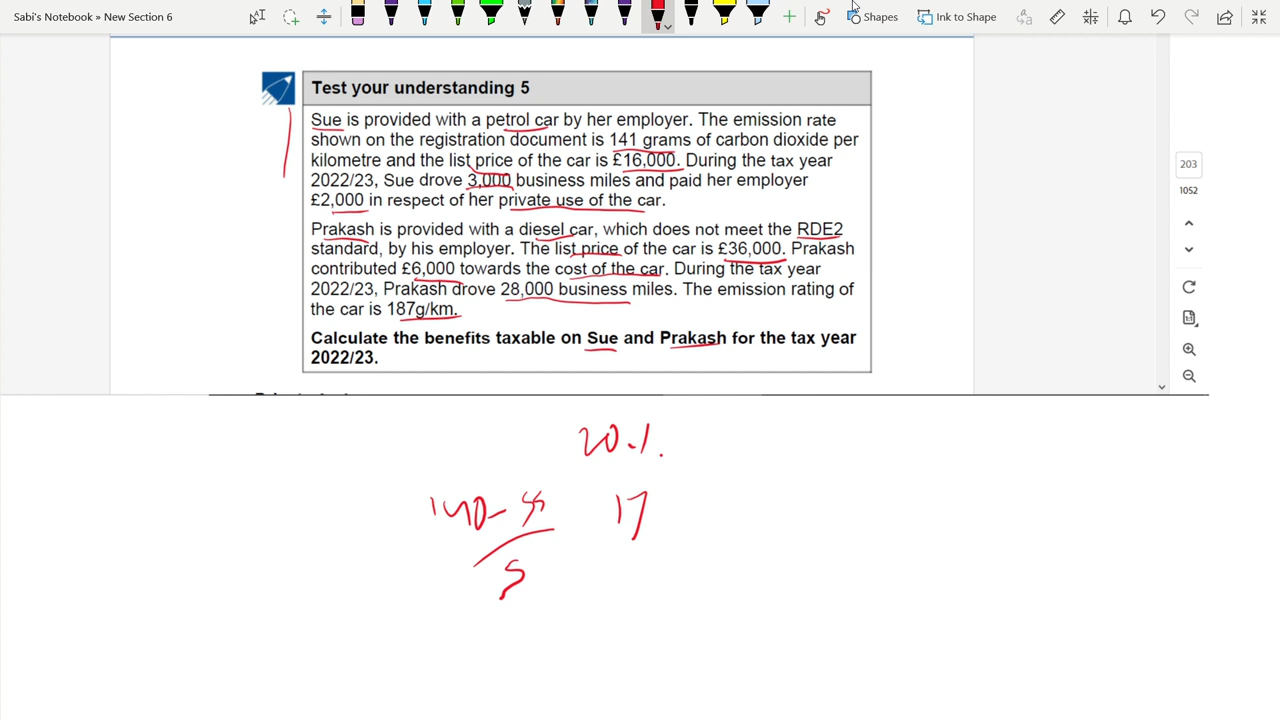 Sabi's Notebook » New Section 6
Shapes
Ink to Shape
Test your understanding 5
Sue is provided with a petrol car by her employer. The emission rate
shown on the registration document is 141 grams of carbon dioxide per
kilometre and the list price of the car is £16,000. During the tax year
2022/23, Sue drove 3,000 business miles and paid her employer
£2,000 in respect of her private use of the car.
Prakash is provided with a diesel car, which does not meet the RDE2
standard, by his employer. The list price of the car is £36,000. Prakash
contributed £6,000 towards the cost of the car. During the tax year
2022/23, Prakash drove 28,000 business miles. The emission rating of
the car is 187g/km.
Calculate the benefits taxable on Sue and Prakash for the tax year
2022/23.
203
1052
20%.
140-55 17
5